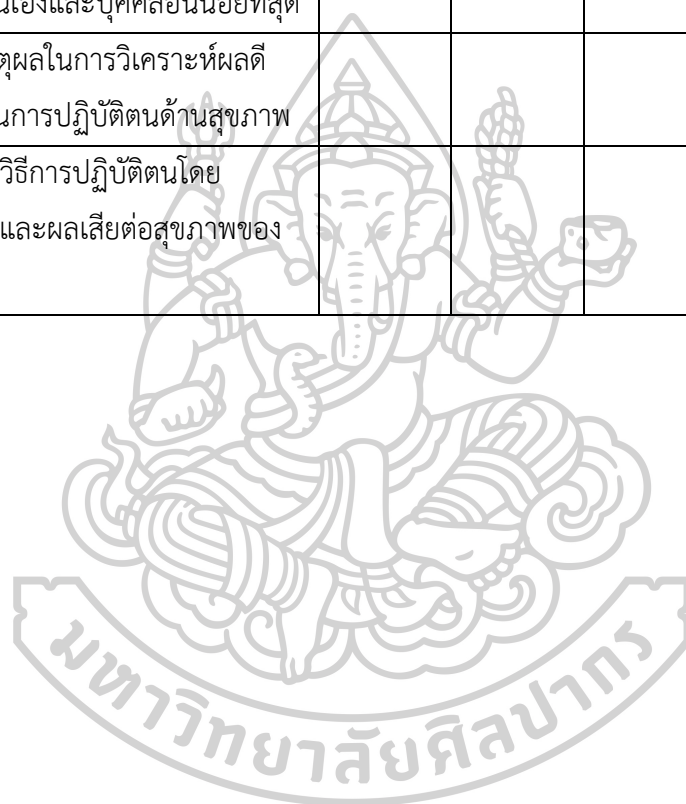 นเองและบุคคลอื่นน้อยที่สุด
ตุผลในการวิเคราะห์ผลดี
นการปฏิบัติตนด้านสุขภาพ
วิธีการปฏิบัติตนโดย
และผลเสียต่อสุขภาพของ
มหาวิทยาลัยศิลปากร